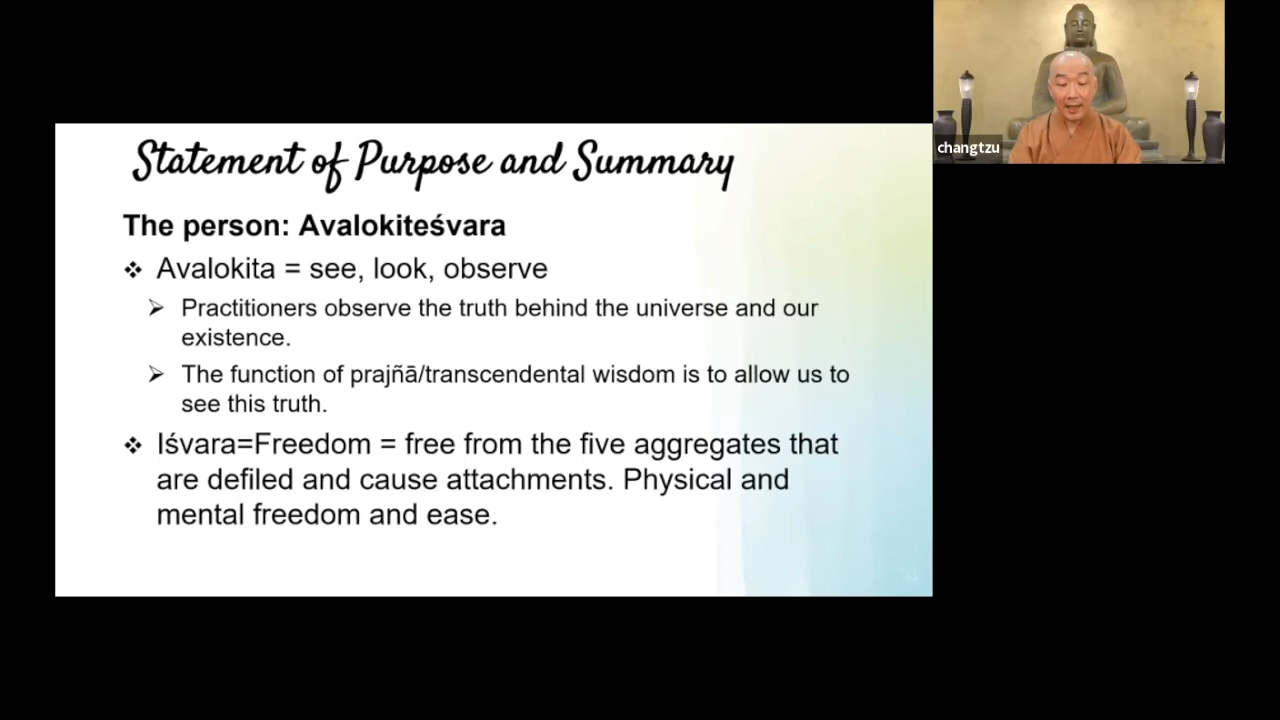 Statement of Purpose and Summary
The person: Avalokiteśvara
❖ Avalokita = see, look, observe
➢ Practitioners observe the truth behind the universe and our
existence.
➢ The function of prajñā/transcendental wisdom is to allow us to
see this truth.
❖ Iśvara=Freedom = free from the five aggregates that
are defiled and cause attachments. Physical and
mental freedom and ease.
changtzu